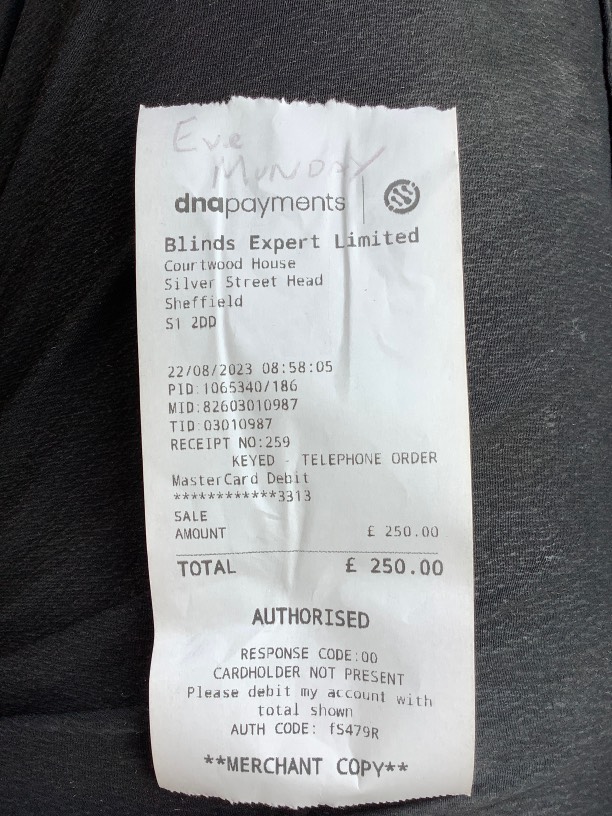 Eve
MUNDAY
dnapayments
Blinds Expert Limited
Courtwood House
Silver Street Head
Sheffield
S1 2DD
22/08/2023 08:58:05
PID:1065340/186
MID:82603010987
TID:03010987
RECEIPT NO:259
KEYED - TELEPHONE ORDER
MasterCard Debit
************3313
SALE
AMOUNT £ 250.00
TOTAL £ 250.00
AUTHORISED
RESPONSE CODE:00
CARDHOLDER NOT PRESENT
Please debit my account with
total shown
AUTH CODE: fS479R
**MERCHANT COPY**